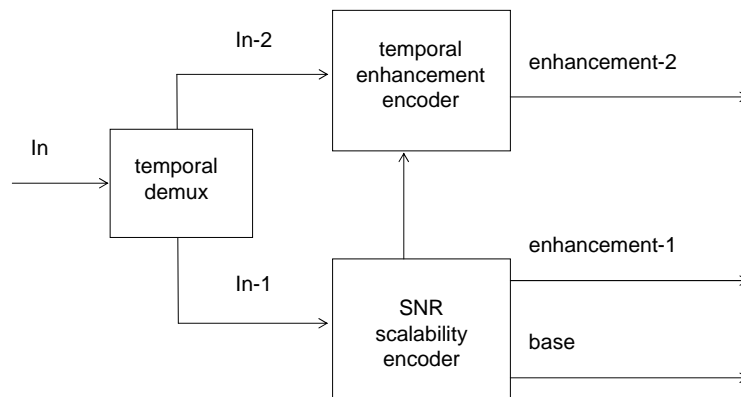 In-2
temporal
enhancement
encoder
enhancement-2
In
temporal
demux
In-1
SNR
scalability
encoder
enhancement-1
base